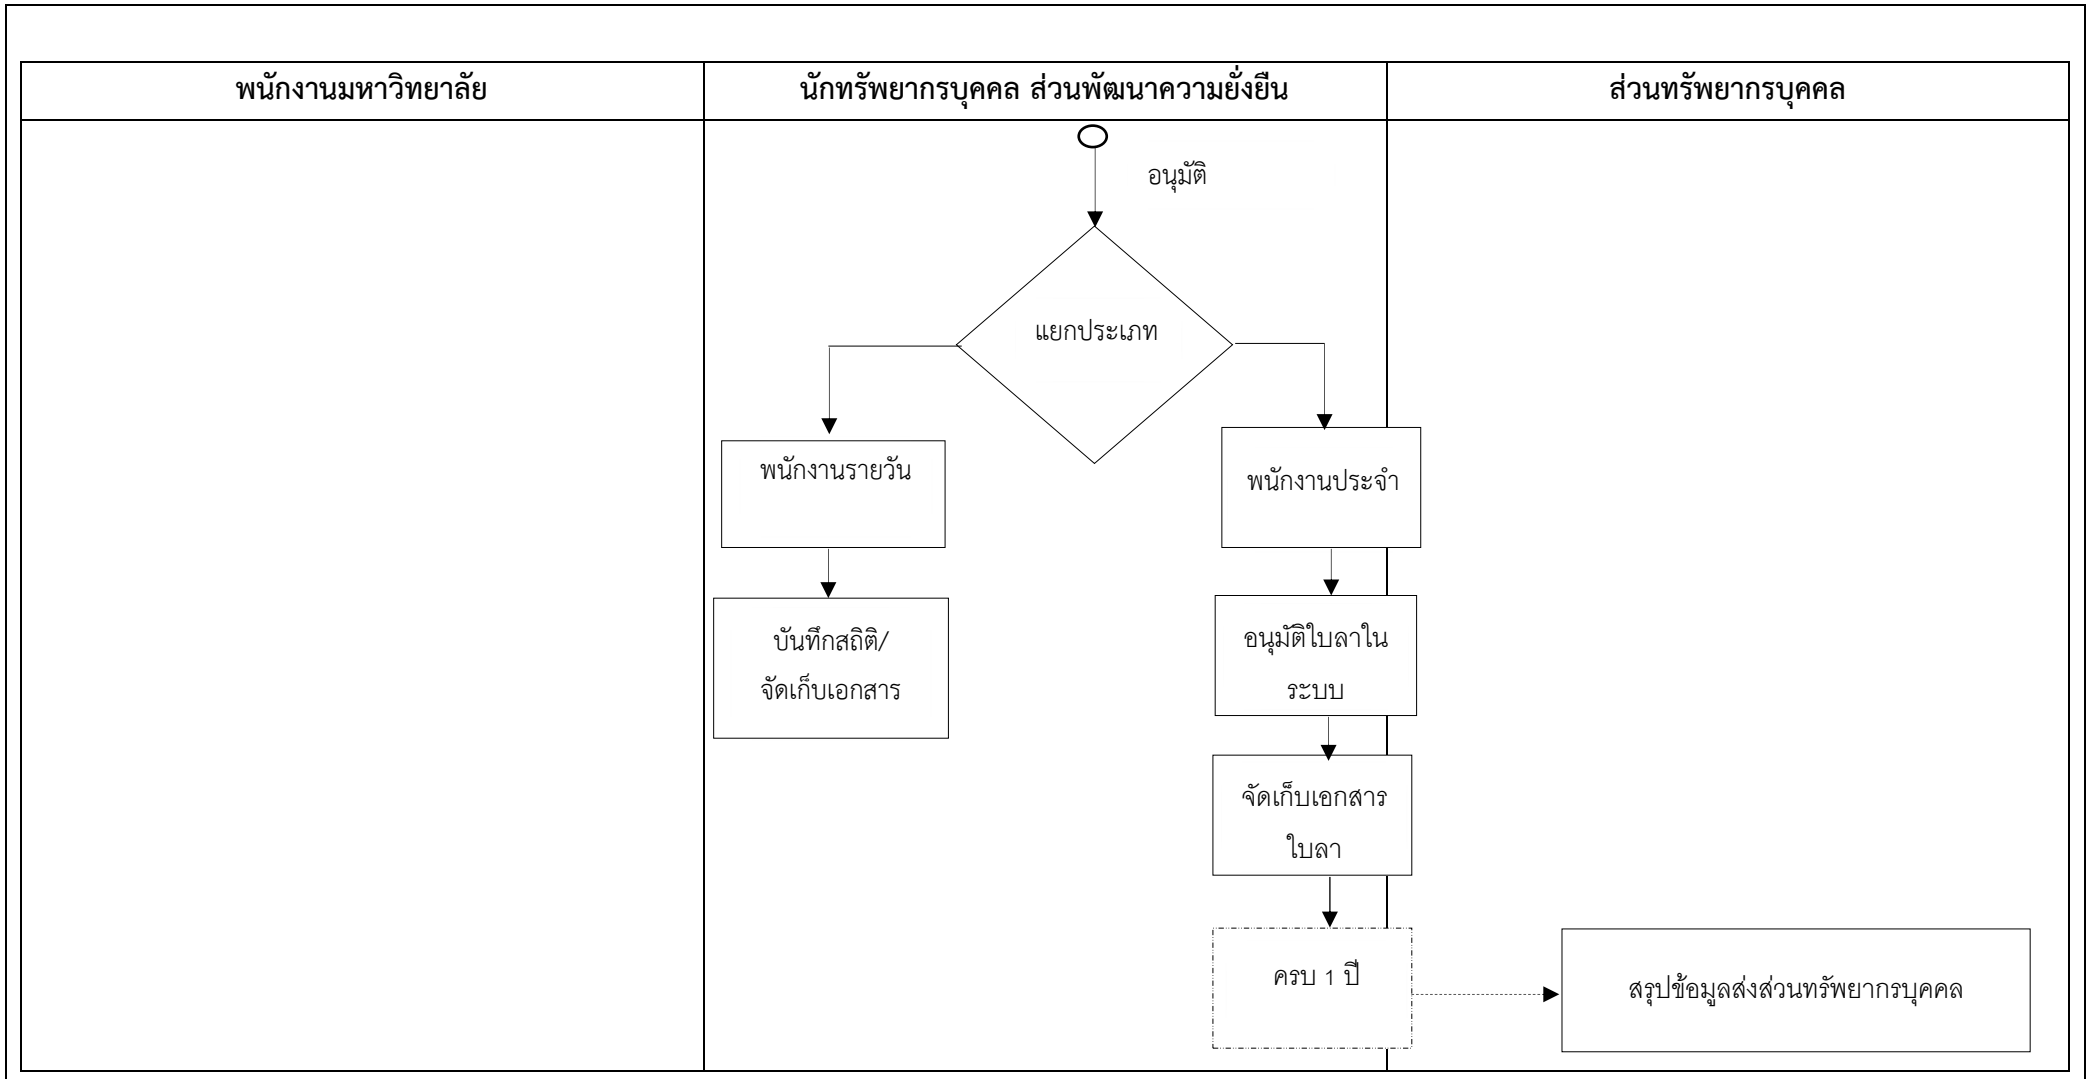 พนักงานมหาวิทยาลัย
นักทรัพยากรบุคคล ส่วนพัฒนาความยั่งยืน
ส่วนทรัพยากรบุคคล
อนุมัติ
แยกประเภท
พนักงานรายวัน
พนักงานประจำ
บันทึกสถิติ/
จัดเก็บเอกสาร
อนุมัติใบลาใน
ระบบ
จัดเก็บเอกสาร
ใบลา
ครบ 1 ปี
สรุปข้อมูลส่งส่วนทรัพยากรบุคคล